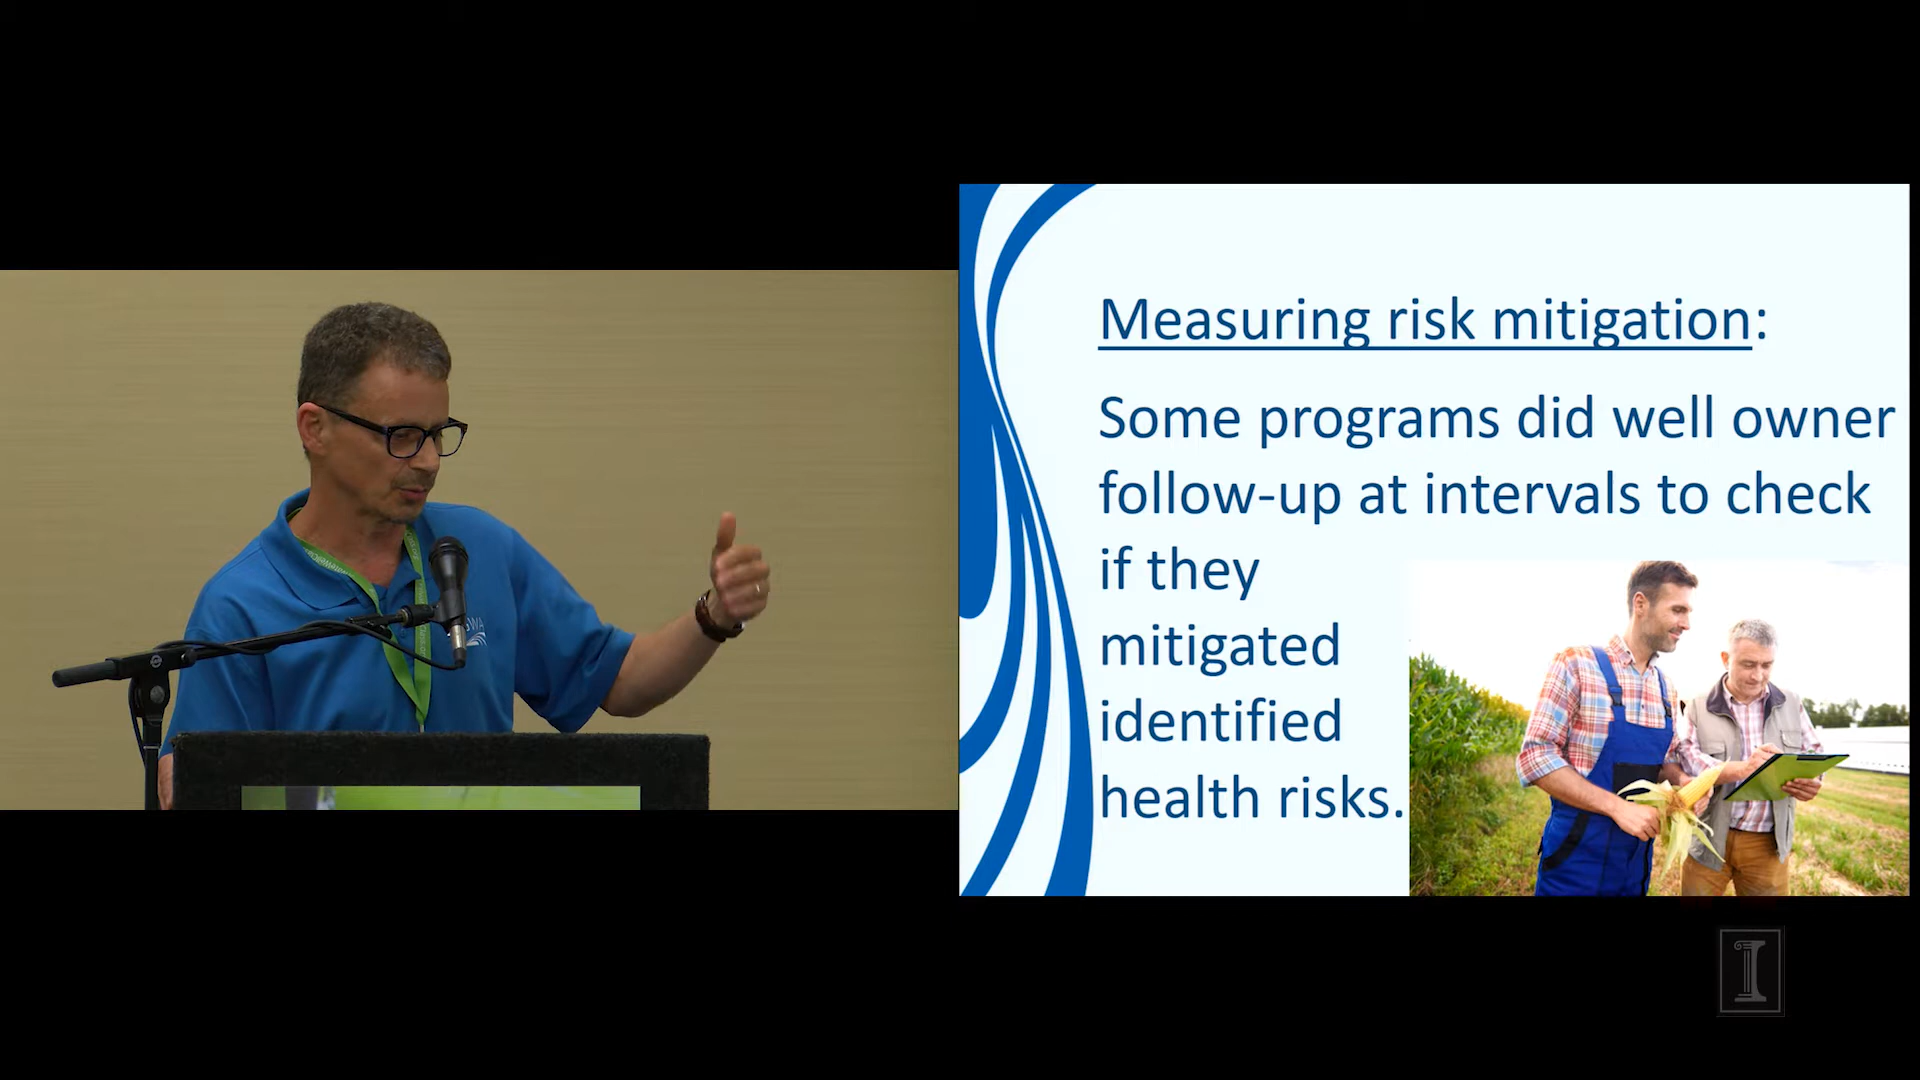 Measuring risk mitigation:
Some programs did well owner
follow-up at intervals to check
if they
mitigated
identified
health risks.